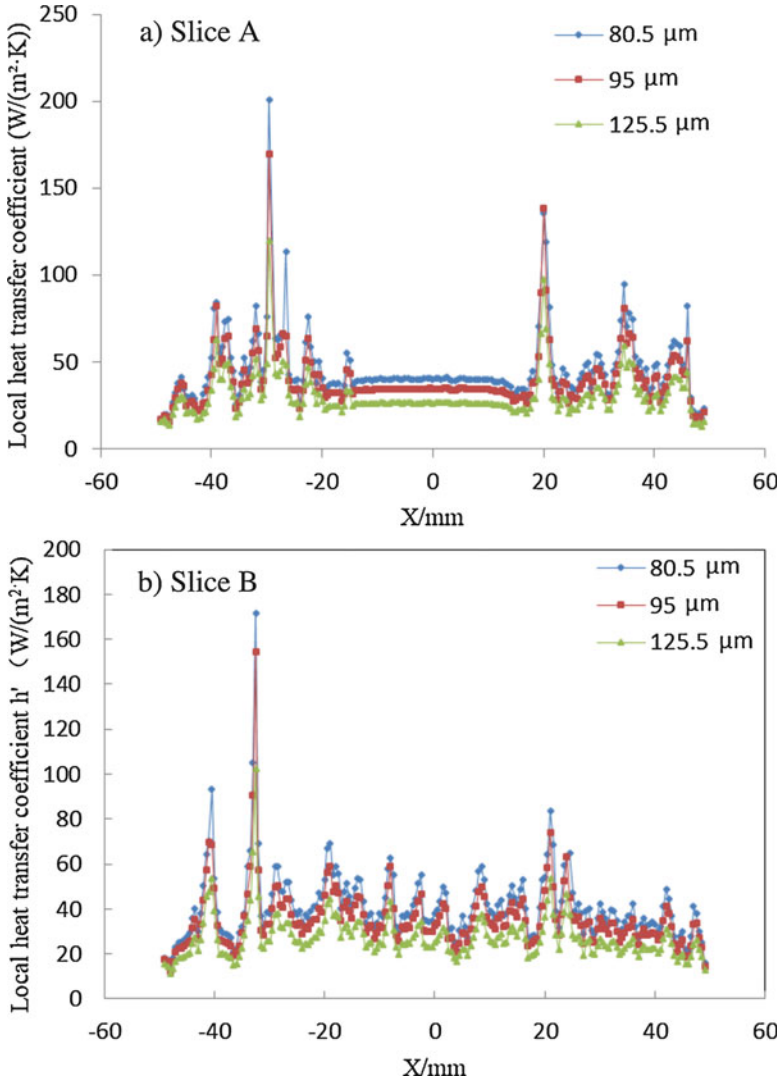 a) Slice A
80.5 μm
95 μm
125.5 μm
Local heat transfer coefficient (W/(m²·K))
250
200
150
100
50
0
-60
-40
-20
0
20
40
60
X/mm
b) Slice B
80.5 μm
95 μm
125.5 μm
Local heat transfer coefficient h' （W/(m²·K)
200
180
160
140
120
100
80
60
40
20
0
-60
-40
-20
0
20
40
60
X/mm